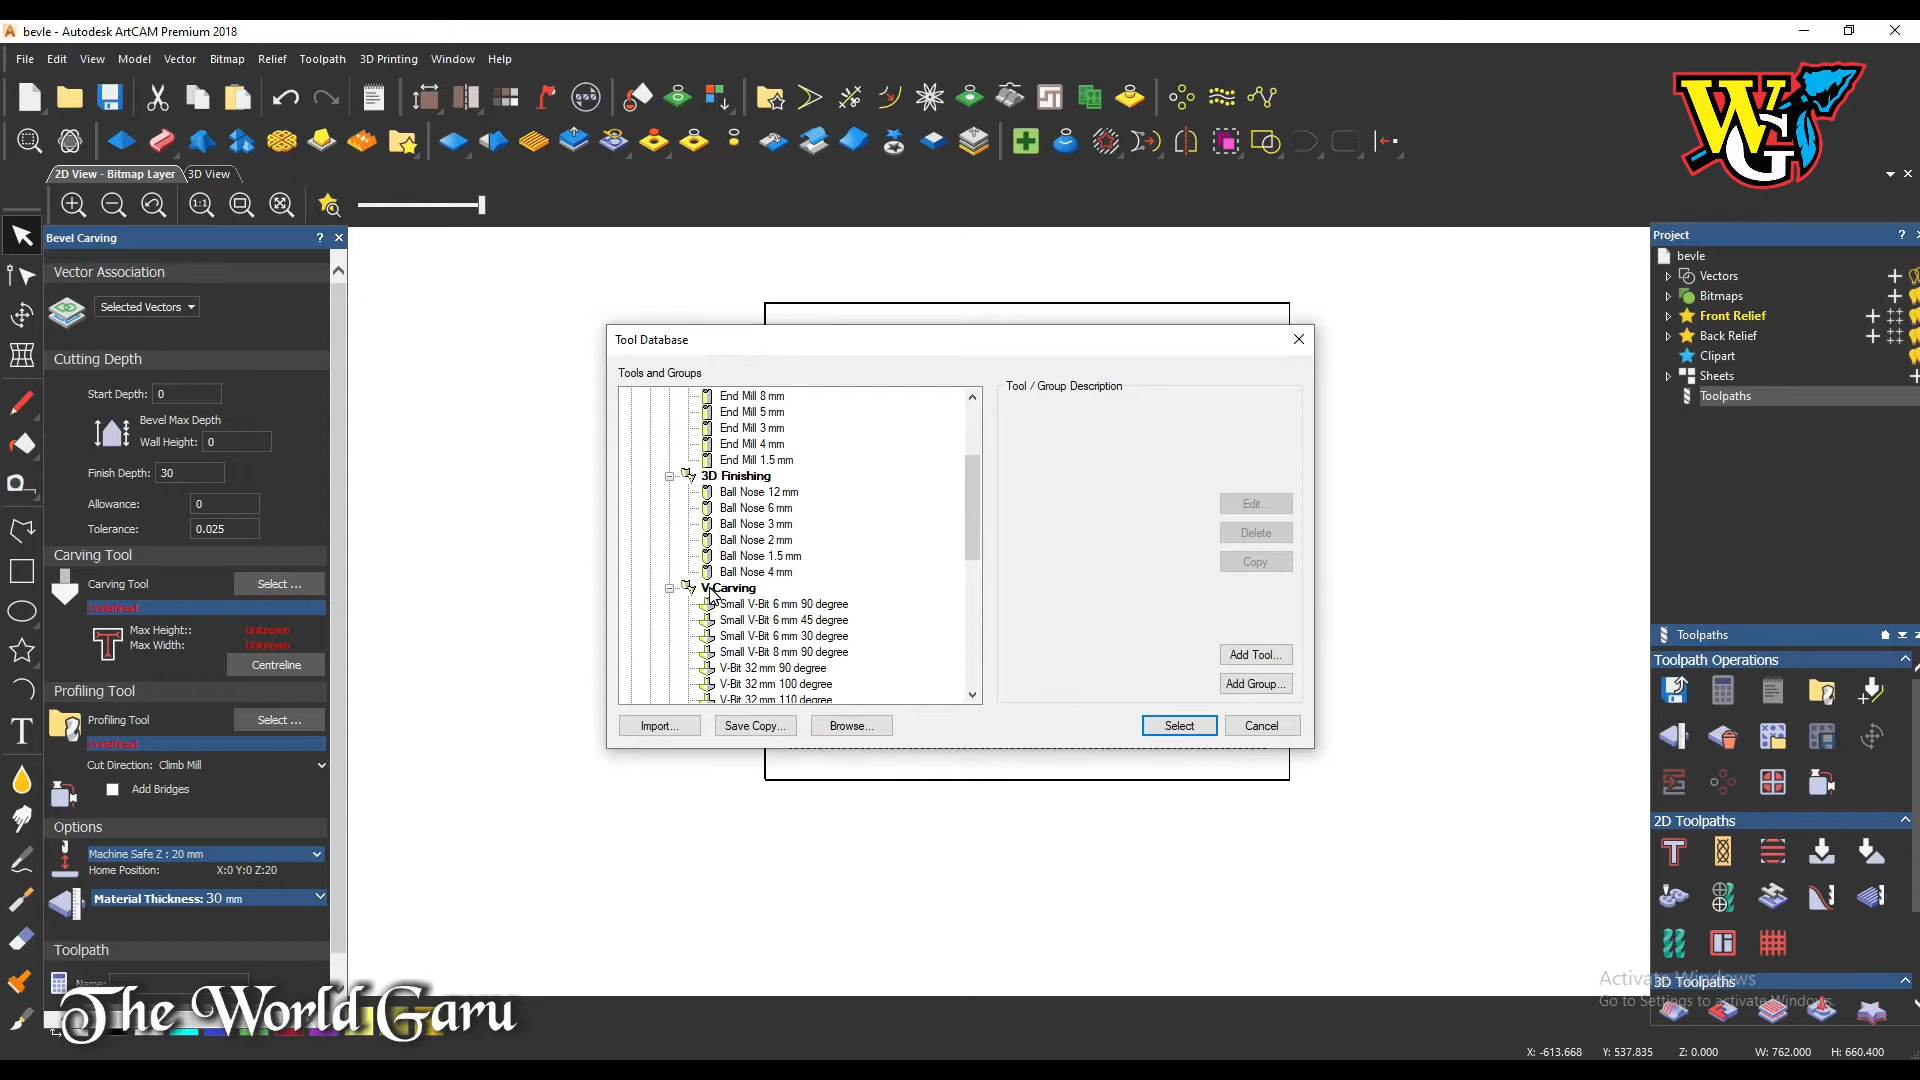 bevle - Autodesk ArtCAM Premium 2018
File Edit View Model Vector Bitmap Relief Toolpath 3D Printing Window Help
WG
2D View - Bitmap Layer 3D View
1:1
Bevel Carving ? ×
Vector Association
Selected Vectors
Cutting Depth
Start Depth: 0
Bevel Max Depth
Wall Height: 0
Finish Depth: 30
Allowance: 0
Tolerance: 0.025
Carving Tool
Carving Tool Select ...
Undefined
Max Height:: Unknown
Max Width: Unknown
Centreline
Profiling Tool
Profiling Tool Select ...
Undefined
Cut Direction: Climb Mill
Add Bridges
Options
Machine Safe Z : 20 mm
Home Position: X:0 Y:0 Z:20
Material Thickness: 30 mm
Toolpath
Name:
The World Garu
Tool Database
Tools and Groups
End Mill 8 mm
End Mill 5 mm
End Mill 3 mm
End Mill 4 mm
End Mill 1.5 mm
3D Finishing
Ball Nose 12 mm
Ball Nose 6 mm
Ball Nose 3 mm
Ball Nose 2 mm
Ball Nose 1.5 mm
Ball Nose 4 mm
V-Carving
Small V-Bit 6 mm 90 degree
Small V-Bit 6 mm 45 degree
Small V-Bit 6 mm 30 degree
Small V-Bit 8 mm 90 degree
V-Bit 32 mm 90 degree
V-Bit 32 mm 100 degree
V-Bit 32 mm 110 degree
Tool / Group Description
Edit...
Delete
Copy
Add Tool...
Add Group...
Import... Save Copy... Browse... Select Cancel
Project ?
bevle
Vectors
Bitmaps
Front Relief
Back Relief
Clipart
Sheets
Toolpaths
Toolpaths
Toolpath Operations
2D Toolpaths
3D Toolpaths
Activate Windows
Go to Settings to activate Windows.
X: -613.668 Y: 537.835 Z: 0.000 W: 762.000 H: 660.400